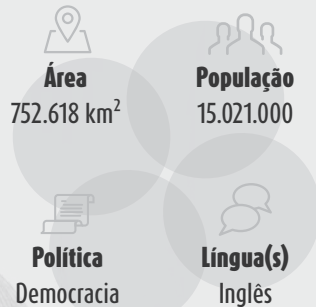 Área
752.618 km²
População
15.021.000
Política
Democracia
Língua(s)
Inglês